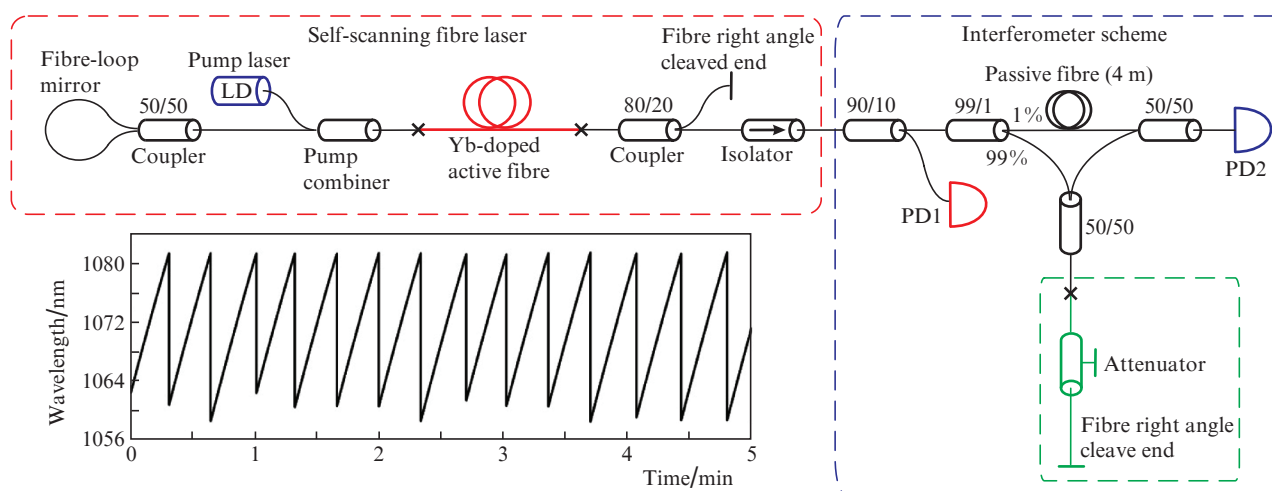 Self-scanning fibre laser
Fibre-loop
mirror
Pump laser
LD
50/50
Coupler
Pump
combiner
Yb-doped
active fibre
Fibre right angle
cleaved end
80/20
Coupler
Isolator
Interferometer scheme
Passive fibre (4 m)
90/10
99/1
1%
99%
50/50
PD1
PD2
50/50
Attenuator
Fibre right angle
cleave end
Wavelength/nm
1080
1072
1064
1056
0
1
2
3
4
5
Time/min